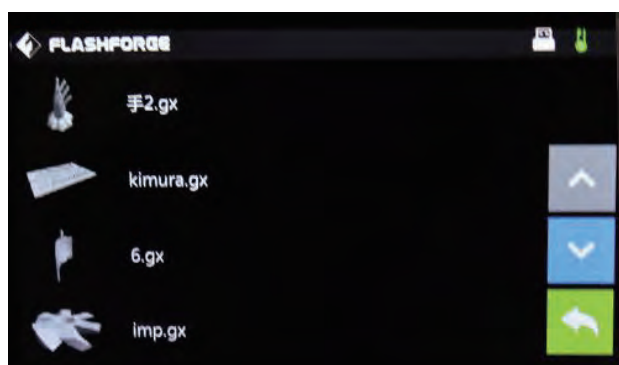 FLASHFORGE
手2.gx
kimura.gx
6.gx
imp.gx